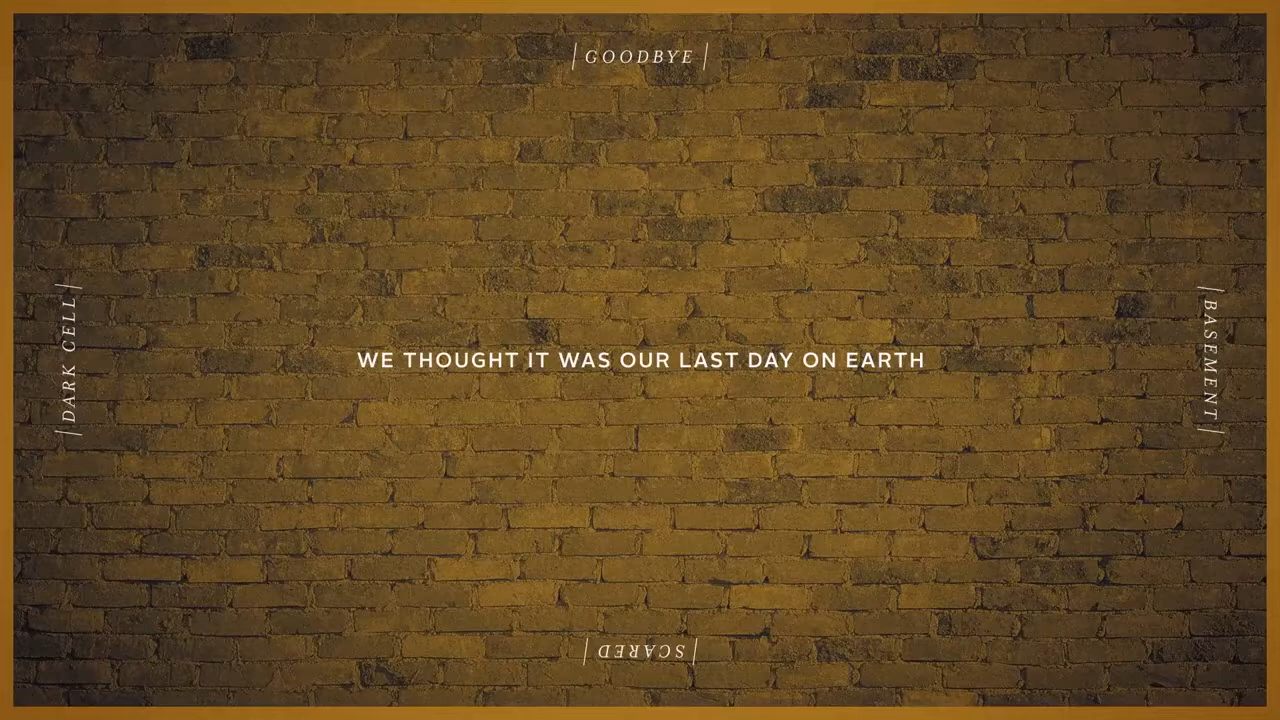 | GOODBYE |
| DARK CELL |
WE THOUGHT IT WAS OUR LAST DAY ON EARTH
| BASEMENT |
| SCARED |